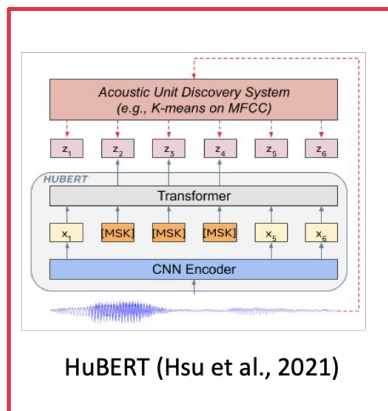 Acoustic Unit Discovery System
(e.g., K-means on MFCC)
z1 z2 z3 z4 z5 z6
HUBERT
Transformer
x1 [MSK] [MSK] [MSK] x5 x6
CNN Encoder
HuBERT (Hsu et al., 2021)